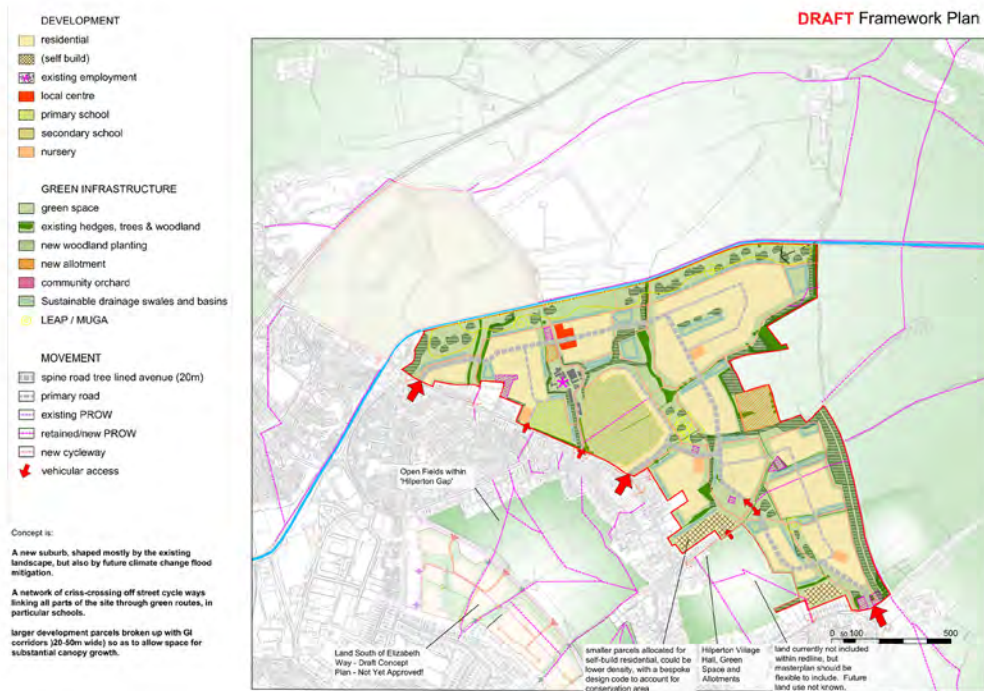 DRAFT Framework Plan
DEVELOPMENT
residential
(self build)
existing employment
local centre
primary school
secondary school
nursery
GREEN INFRASTRUCTURE
green space
existing hedges, trees & woodland
new woodland planting
new allotment
community orchard
Sustainable drainage swales and basins
LEAP / MUGA
MOVEMENT
spine road tree lined avenue (20m)
primary road
existing PROW
retained/new PROW
new cycleway
vehicular access
Concept is:
A new suburb, shaped mostly by the existing
landscape, but also by future climate change flood
mitigation.
A network of criss-crossing off street cycle ways
linking all parts of the site through green routes, in
particular schools.
larger development parcels broken up with GI
corridors )20-50m wide) so as to allow space for
substantial canopy growth.
Open Fields within
'Hilperton Gap'
Land South of Elizabeth
Way - Draft Concept
Plan - Not Yet Approved!
smaller parcels allocated for
self-build residential, could be
lower density, with a bespoke
design code to account for
conservation area
Hilperton Village
Hall, Green
Space and
Allotments
land currently not included
within redline, but
masterplan should be
flexible to include. Future
land use not known.
0 50 100 500